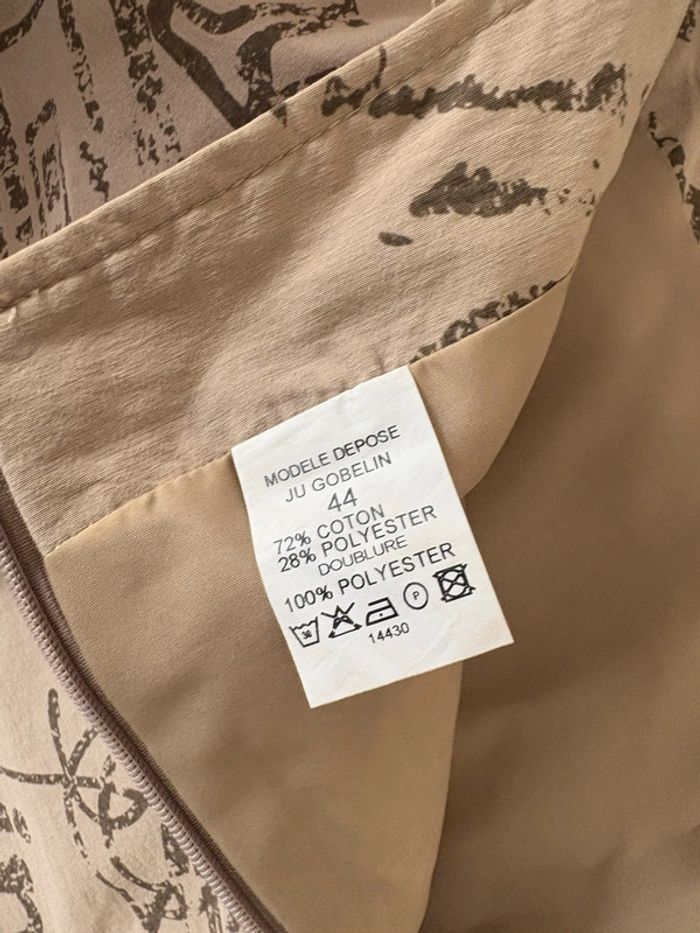 MODELE DEPOSE
JU GOBELIN
44
72% COTON
28% POLYESTER
DOUBLURE
100% POLYESTER
P
14430